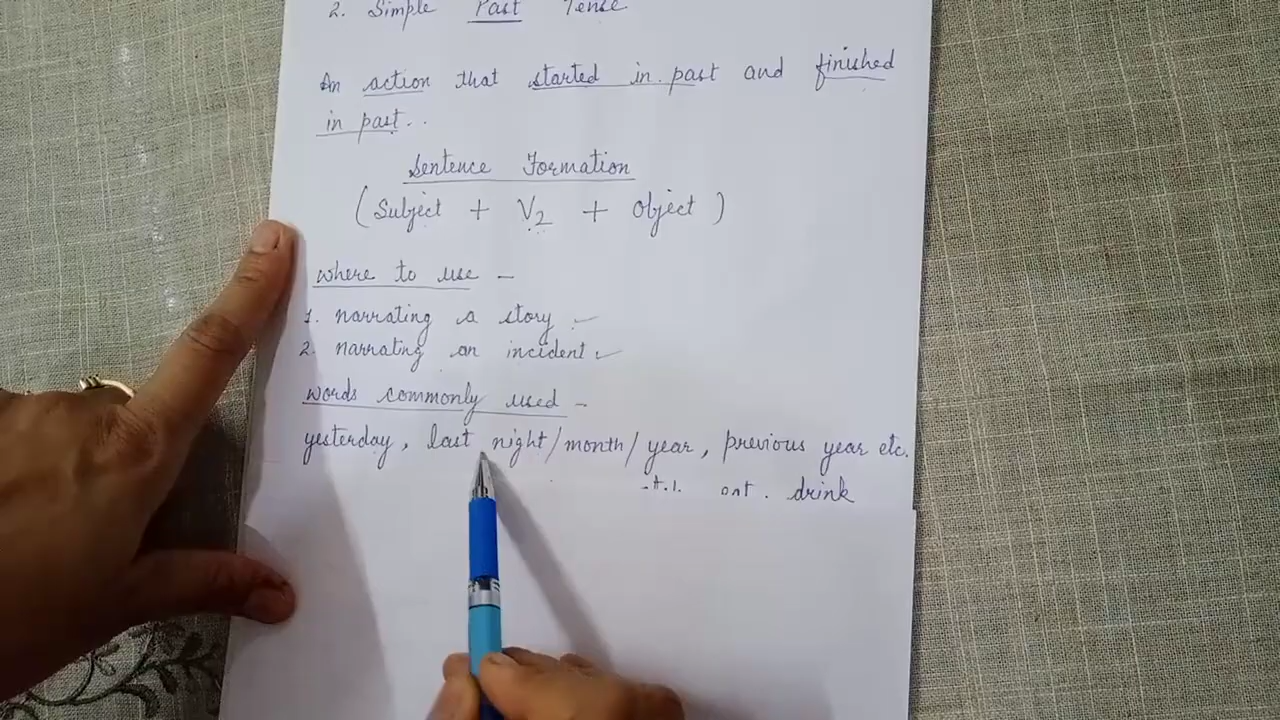 2. Simple Past Tense
An action that started in past and finished
in past..
Sentence Formation
(Subject + V2 + Object)
where to use -
1. narrating a story
2. narrating an incident
words commonly used -
yesterday, last night/month/year, previous year etc.
drink